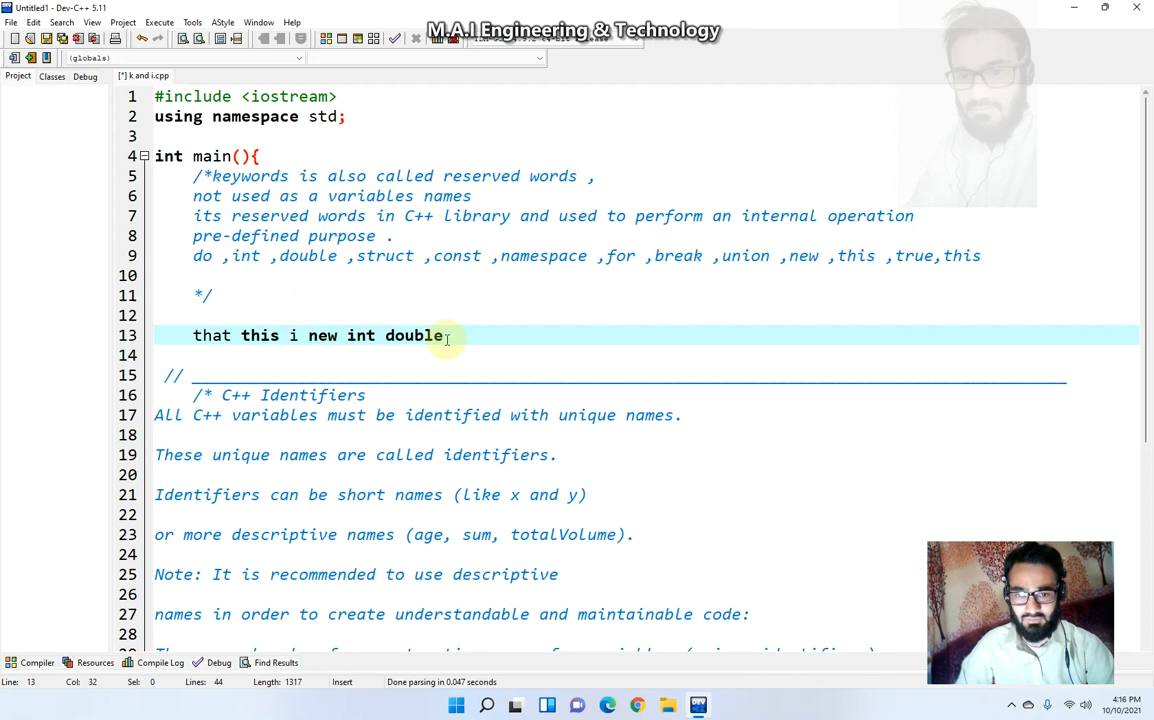 Untitled1 - Dev-C++ 5.11
File Edit Search View Project Execute Tools AStyle Window Help
M.A.I Engineering & Technology
(globals)
Project Classes Debug [*] k and i.cpp
1 #include <iostream>
2 using namespace std;
3
4 int main(){
5 /*keywords is also called reserved words ,
6 not used as a variables names
7 its reserved words in C++ library and used to perform an internal operation
8 pre-defined purpose .
9 do ,int ,double ,struct ,const ,namespace ,for ,break ,union ,new ,this ,true,this
10
11 */
12
13 that this i new int double
14
15 // ____________________________________________________________
16 /* C++ Identifiers
17 All C++ variables must be identified with unique names.
18
19 These unique names are called identifiers.
20
21 Identifiers can be short names (like x and y)
22
23 or more descriptive names (age, sum, totalVolume).
24
25 Note: It is recommended to use descriptive
26
27 names in order to create understandable and maintainable code:
28
Compiler Resources Compile Log Debug Find Results
Line: 13 Col: 32 Sel: 0 Lines: 44 Length: 1317 Insert Done parsing in 0.047 seconds
4:16 PM
10/10/2021